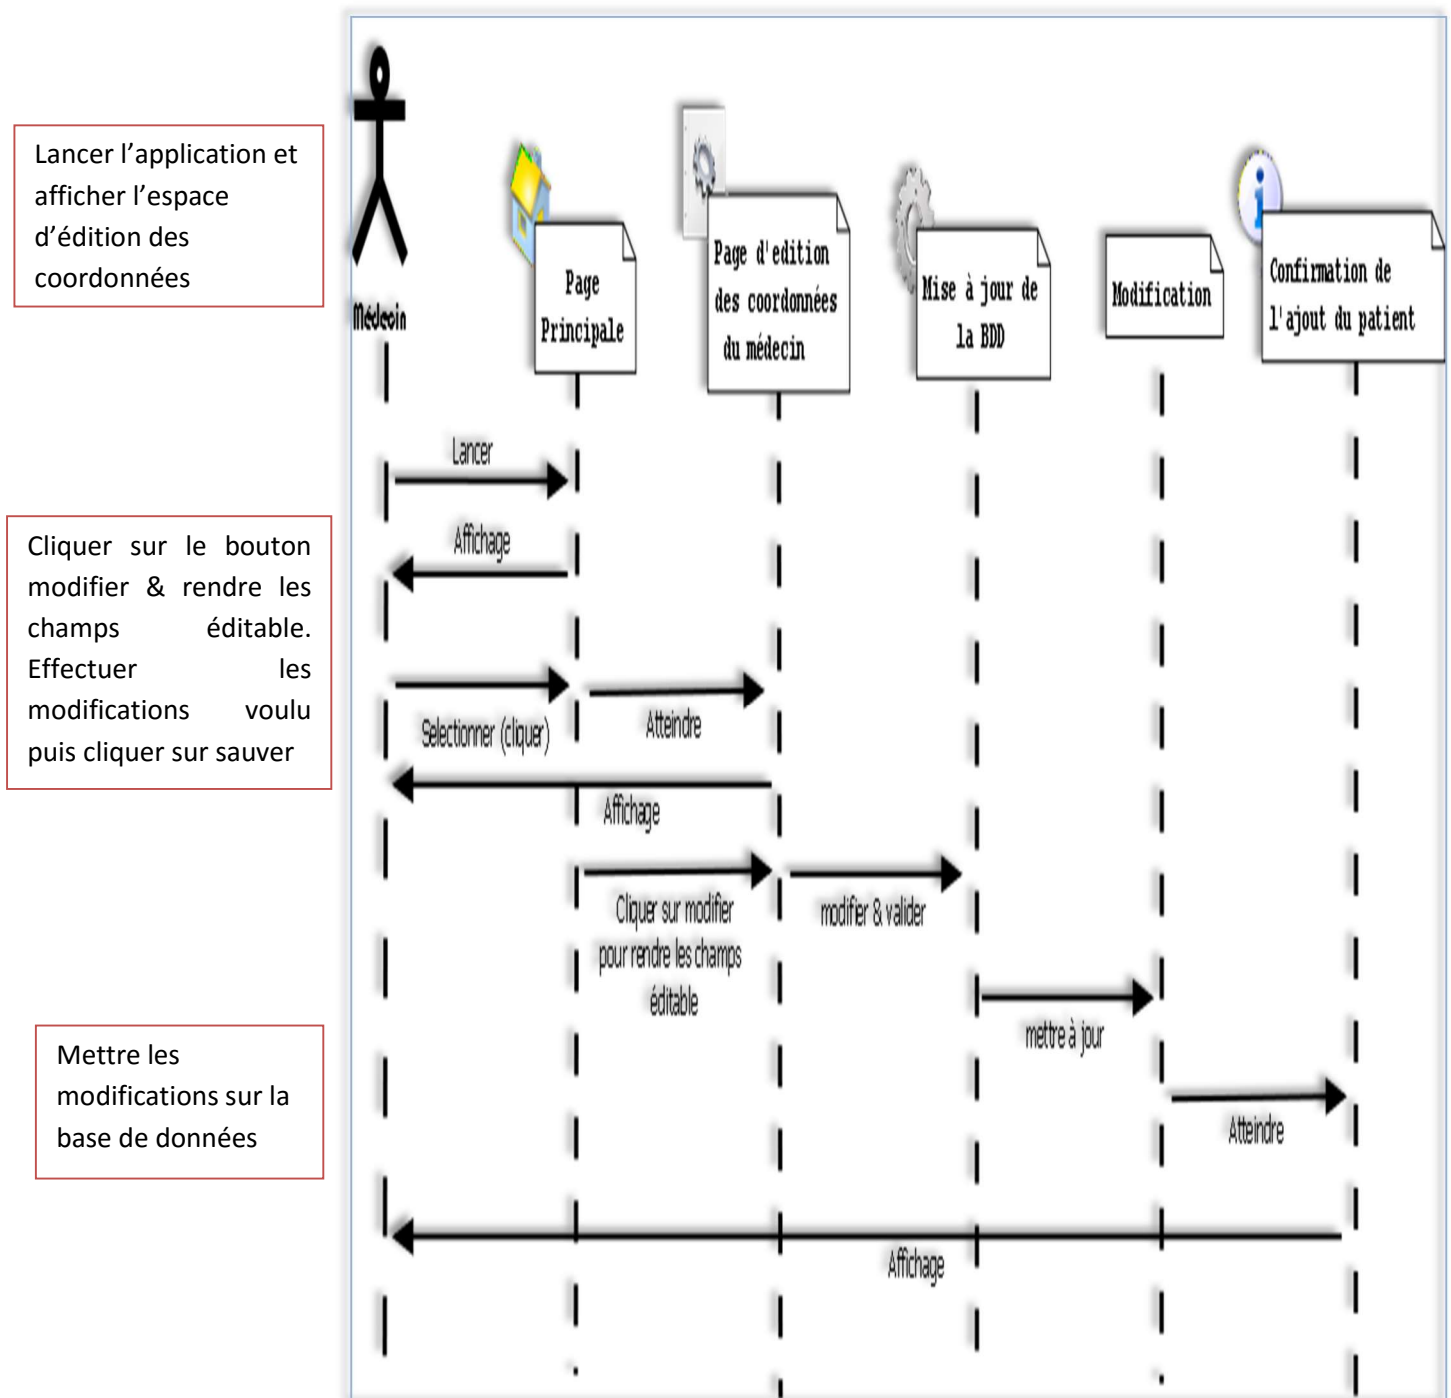 Lancer l’application et
afficher l’espace
d’édition des
coordonnées
Cliquer sur le bouton
modifier & rendre les
champs éditable.
Effectuer les
modifications voulu
puis cliquer sur sauver
Mettre les
modifications sur la
base de données
Médecin
Page
Principale
Page d'edition
des coordonnées
du médecin
Mise à jour de
la BDD
Modification
Confirmation de
l'ajout du patient
Lancer
Affichage
Selectionner (cliquer)
Atteindre
Affichage
Cliquer sur modifier
pour rendre les champs
éditable
modifier & valider
mettre à jour
Atteindre
Affichage